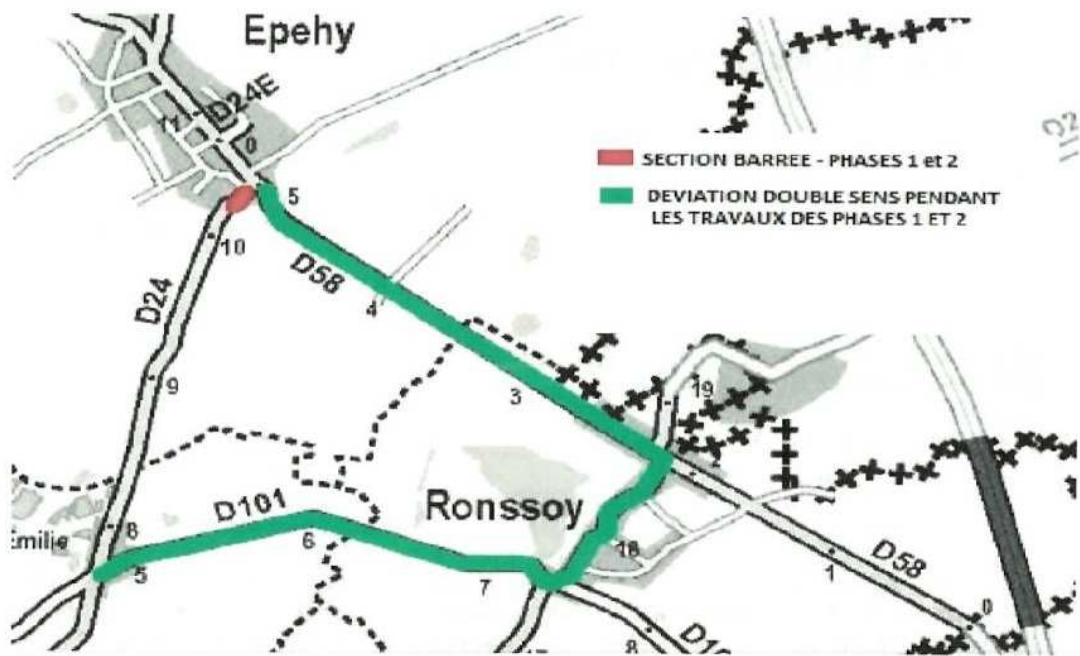 Epehy
D24E
11
0
SECTION BARREE - PHASES 1 et 2
DEVIATION DOUBLE SENS PENDANT
LES TRAVAUX DES PHASES 1 ET 2
5
10
D58
4
D24
9
3
19
Ronssoy
D101
8
Emilie
5
6
18
7
1
D58
0
8